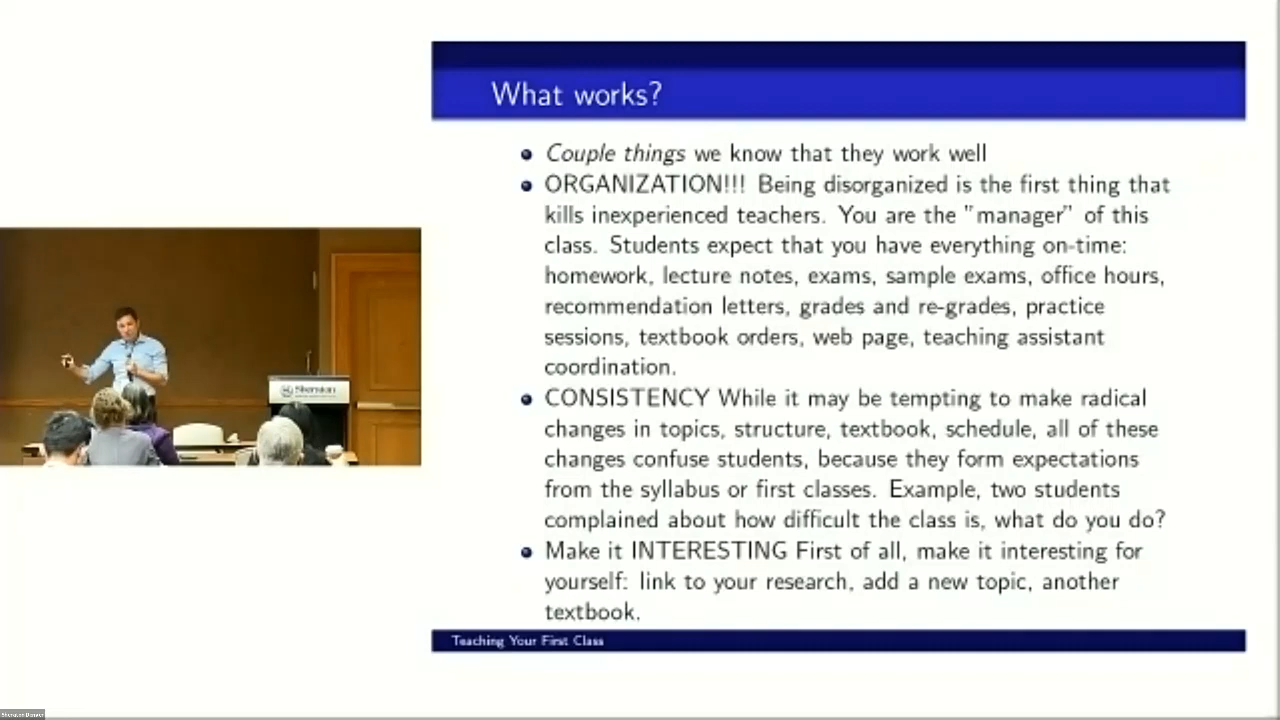 What works?
Couple things we know that they work well
ORGANIZATION!!! Being disorganized is the first thing that
kills inexperienced teachers. You are the "manager" of this
class. Students expect that you have everything on-time:
homework, lecture notes, exams, sample exams, office hours,
recommendation letters, grades and re-grades, practice
sessions, textbook orders, web page, teaching assistant
coordination.
CONSISTENCY While it may be tempting to make radical
changes in topics, structure, textbook, schedule, all of these
changes confuse students, because they form expectations
from the syllabus or first classes. Example, two students
complained about how difficult the class is, what do you do?
Make it INTERESTING First of all, make it interesting for
yourself: link to your research, add a new topic, another
textbook.
Teaching Your First Class
Sheraton
Sheraton Denver